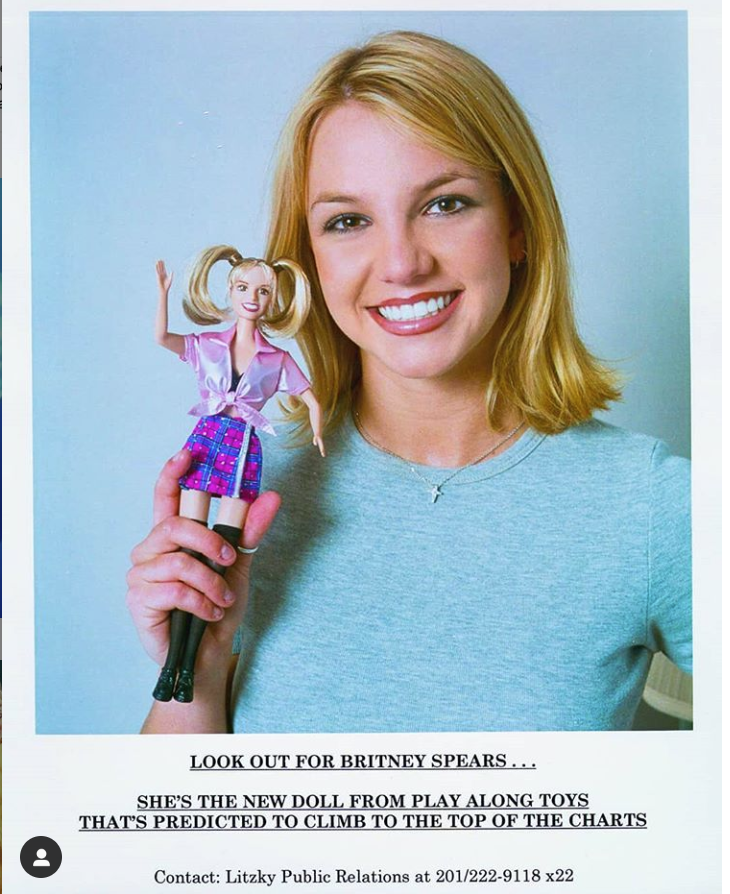 LOOK OUT FOR BRITNEY SPEARS . . .
SHE'S THE NEW DOLL FROM PLAY ALONG TOYS
THAT'S PREDICTED TO CLIMB TO THE TOP OF THE CHARTS
Contact: Litzky Public Relations at 201/222-9118 x22